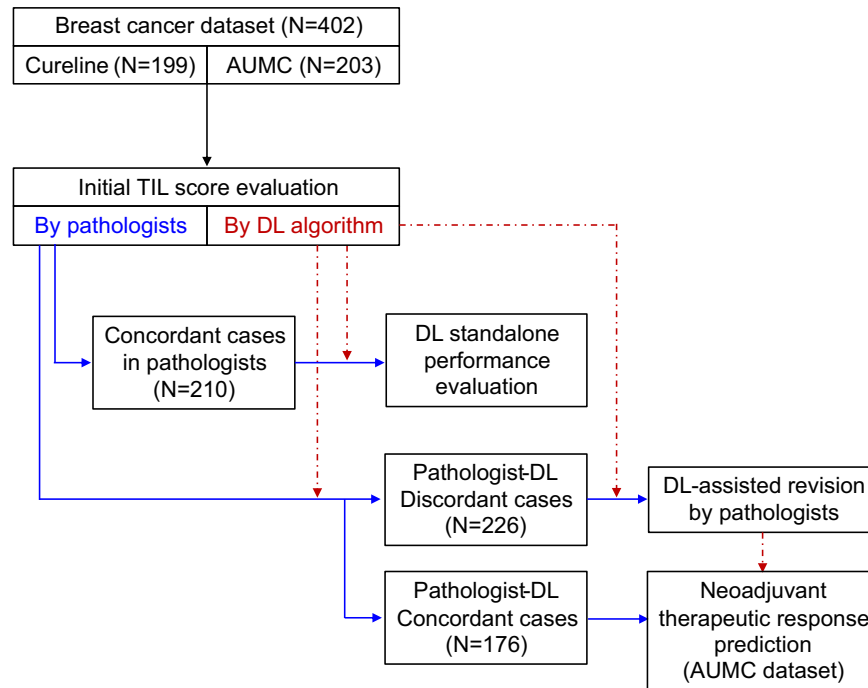 Breast cancer dataset (N=402)
Cureline (N=199)
AUMC (N=203)
Initial TIL score evaluation
By pathologists
By DL algorithm
Concordant cases
in pathologists
(N=210)
DL standalone
performance
evaluation
Pathologist-DL
Discordant cases
(N=226)
DL-assisted revision
by pathologists
Pathologist-DL
Concordant cases
(N=176)
Neoadjuvant
therapeutic response
prediction
(AUMC dataset)